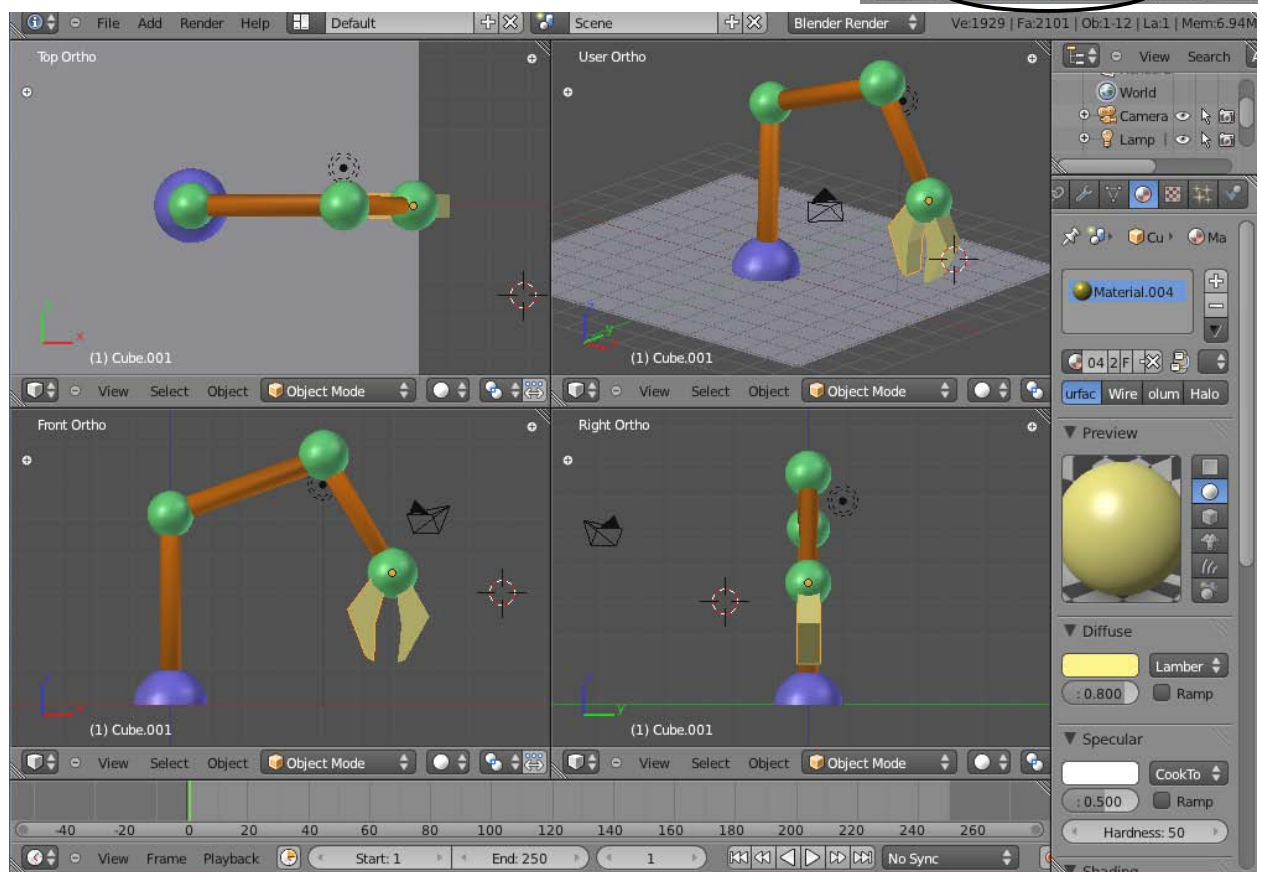 File Add Render Help Default Scene Blender Render Ve:1929 | Fa:2101 | Ob:1-12 | La:1 | Mem:6.94M
Top Ortho
x
(1) Cube.001
View Select Object Object Mode
User Ortho
y
(1) Cube.001
View Select Object Object Mode
Front Ortho
x
(1) Cube.001
View Select Object Object Mode
Right Ortho
y
(1) Cube.001
View Select Object Object Mode
-40 -20 0 20 40 60 80 100 120 140 160 180 200 220 240 260
View Frame Playback Start: 1 End: 250 1 No Sync
View Search
World
Camera
Lamp
Cu Ma
Material.004
04 2 F
urfac Wire olum Halo
Preview
Diffuse
Lamber
: 0.800 Ramp
Specular
CookTo
: 0.500 Ramp
Hardness: 50
Shading